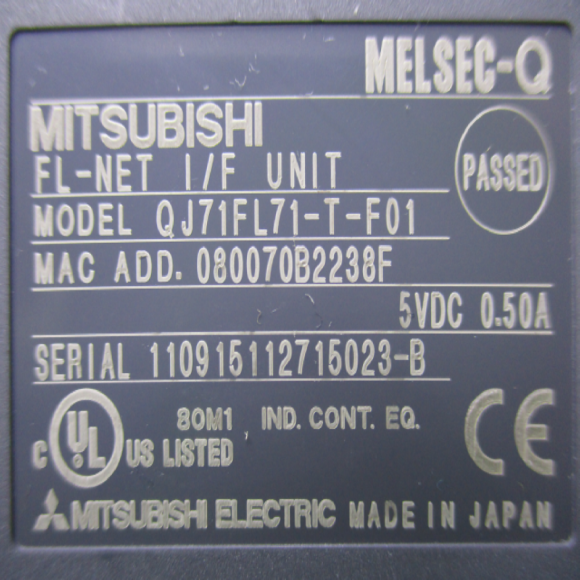 MELSEC-Q
MITSUBISHI
FL-NET I/F UNIT
PASSED
MODEL QJ71FL71-T-F01
MAC ADD. 080070B2238F
5VDC 0.50A
SERIAL 110915112715023-B
80M1 IND. CONT. EQ.
C UL US LISTED
CE
MITSUBISHI ELECTRIC MADE IN JAPAN